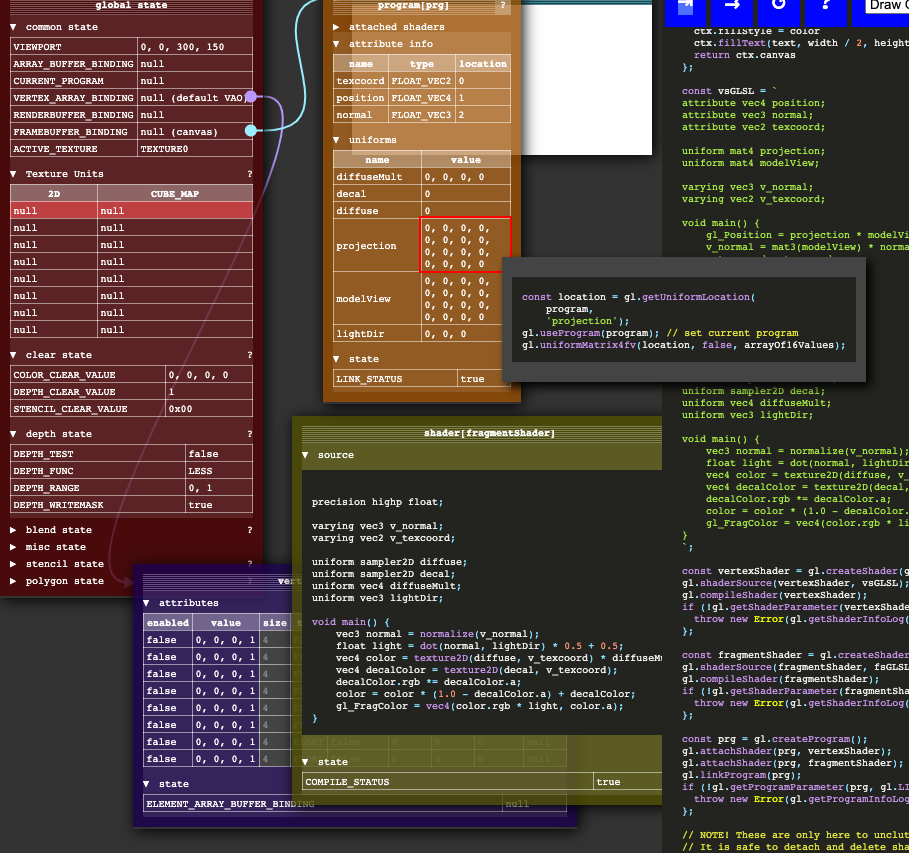 global state
▼ common state
VIEWPORT 0, 0, 300, 150
ARRAY_BUFFER_BINDING null
CURRENT_PROGRAM null
VERTEX_ARRAY_BINDING null (default VAO)
RENDERBUFFER_BINDING null
FRAMEBUFFER_BINDING null (canvas)
ACTIVE_TEXTURE TEXTURE0
▼ Texture Units ?
2D CUBE_MAP
null null
null null
null null
null null
null null
null null
null null
null null
▼ clear state ?
COLOR_CLEAR_VALUE 0, 0, 0, 0
DEPTH_CLEAR_VALUE 1
STENCIL_CLEAR_VALUE 0x00
▼ depth state ?
DEPTH_TEST false
DEPTH_FUNC LESS
DEPTH_RANGE 0, 1
DEPTH_WRITEMASK true
▶ blend state ?
▶ misc state
▶ stencil state ?
▶ polygon state ?
program[prg] ?
▶ attached shaders
▼ attribute info
name type location
texcoord FLOAT_VEC2 0
position FLOAT_VEC4 1
normal FLOAT_VEC3 2
▼ uniforms
name value
diffuseMult 0, 0, 0, 0
decal 0
diffuse 0
projection
0, 0, 0, 0,
0, 0, 0, 0,
0, 0, 0, 0,
0, 0, 0, 0
modelView
0, 0, 0, 0,
0, 0, 0, 0,
0, 0, 0, 0,
0, 0, 0, 0
lightDir 0, 0, 0
▼ state
LINK_STATUS true
const location = gl.getUniformLocation(
program,
'projection');
gl.useProgram(program); // set current program
gl.uniformMatrix4fv(location, false, arrayOf16Values);
shader[fragmentShader]
▼ source
precision highp float;
varying vec3 v_normal;
varying vec2 v_texcoord;
uniform sampler2D diffuse;
uniform sampler2D decal;
uniform vec4 diffuseMult;
uniform vec3 lightDir;
void main() {
vec3 normal = normalize(v_normal);
float light = dot(normal, lightDir) * 0.5 + 0.5;
vec4 color = texture2D(diffuse, v_texcoord) * diffuseMu
vec4 decalColor = texture2D(decal, v_texcoord);
decalColor.rgb *= decalColor.a;
color = color * (1.0 - decalColor.a) + decalColor;
gl_FragColor = vec4(color.rgb * light, color.a);
}
▼ state
COMPILE_STATUS true
vert
▼ attributes
enabled value size
false 0, 0, 0, 1 4
false 0, 0, 0, 1 4
false 0, 0, 0, 1 4
false 0, 0, 0, 1 4
false 0, 0, 0, 1 4
false 0, 0, 0, 1 4
false 0, 0, 0, 1 4
false 0, 0, 0, 1 4 FLOAT false 0 0 0 null
▼ state
ELEMENT_ARRAY_BUFFER_BINDING null
? Draw C
ctx.fillStyle = color
ctx.fillText(text, width / 2, height
return ctx.canvas
};
const vsGLSL = `
attribute vec4 position;
attribute vec3 normal;
attribute vec2 texcoord;
uniform mat4 projection;
uniform mat4 modelView;
varying vec3 v_normal;
varying vec2 v_texcoord;
void main() {
gl_Position = projection * modelVi
v_normal = mat3(modelView) * norma
uniform sampler2D decal;
uniform vec4 diffuseMult;
uniform vec3 lightDir;
void main() {
vec3 normal = normalize(v_normal);
float light = dot(normal, lightDir
vec4 color = texture2D(diffuse, v_
vec4 decalColor = texture2D(decal,
decalColor.rgb *= decalColor.a;
color = color * (1.0 - decalColor.
gl_FragColor = vec4(color.rgb * li
}
`;
const vertexShader = gl.createShader(g
gl.shaderSource(vertexShader, vsGLSL);
gl.compileShader(vertexShader);
if (!gl.getShaderParameter(vertexShade
throw new Error(gl.getShaderInfoLog(
};
const fragmentShader = gl.createShader
gl.shaderSource(fragmentShader, fsGLSL
gl.compileShader(fragmentShader);
if (!gl.getShaderParameter(fragmentSha
throw new Error(gl.getShaderInfoLog(
};
const prg = gl.createProgram();
gl.attachShader(prg, vertexShader);
gl.attachShader(prg, fragmentShader);
gl.linkProgram(prg);
if (!gl.getProgramParameter(prg, gl.LI
throw new Error(gl.getProgramInfoLog
};
// NOTE! These are only here to unclut
// It is safe to detach and delete sha